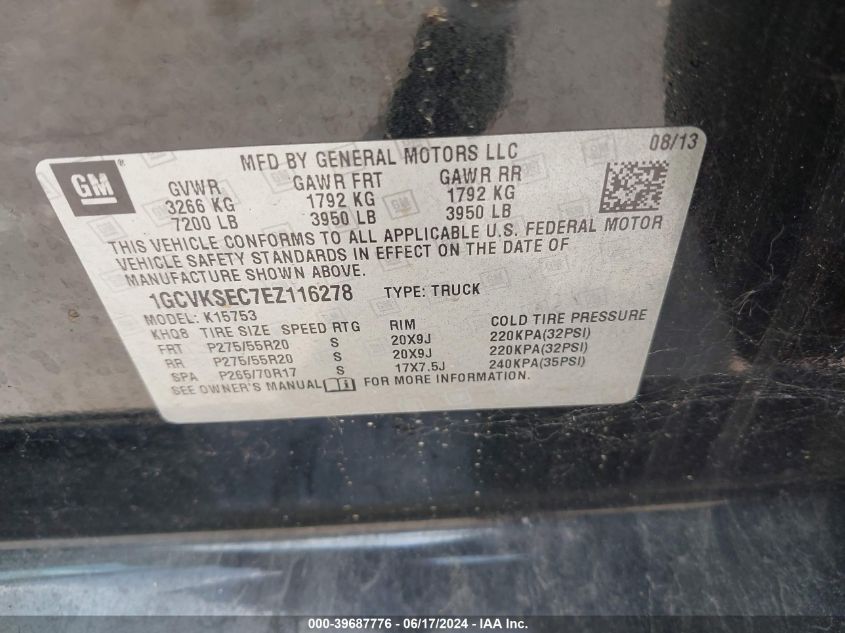 GM
MFD BY GENERAL MOTORS LLC
08/13
GVWR GAWR FRT GAWR RR
3266 KG 1792 KG 1792 KG
7200 LB 3950 LB 3950 LB
THIS VEHICLE CONFORMS TO ALL APPLICABLE U.S. FEDERAL MOTOR
VEHICLE SAFETY STANDARDS IN EFFECT ON THE DATE OF
MANUFACTURE SHOWN ABOVE.
1GCVKSEC7EZ116278 TYPE: TRUCK
MODEL: K15753
KHQ8 TIRE SIZE SPEED RTG RIM COLD TIRE PRESSURE
FRT P275/55R20 S 20X9J 220KPA(32PSI)
RR P275/55R20 S 20X9J 220KPA(32PSI)
SPA P265/70R17 S 17X7.5J 240KPA(35PSI)
SEE OWNER'S MANUAL FOR MORE INFORMATION.
000-39687776 - 06/17/2024 - IAA Inc.